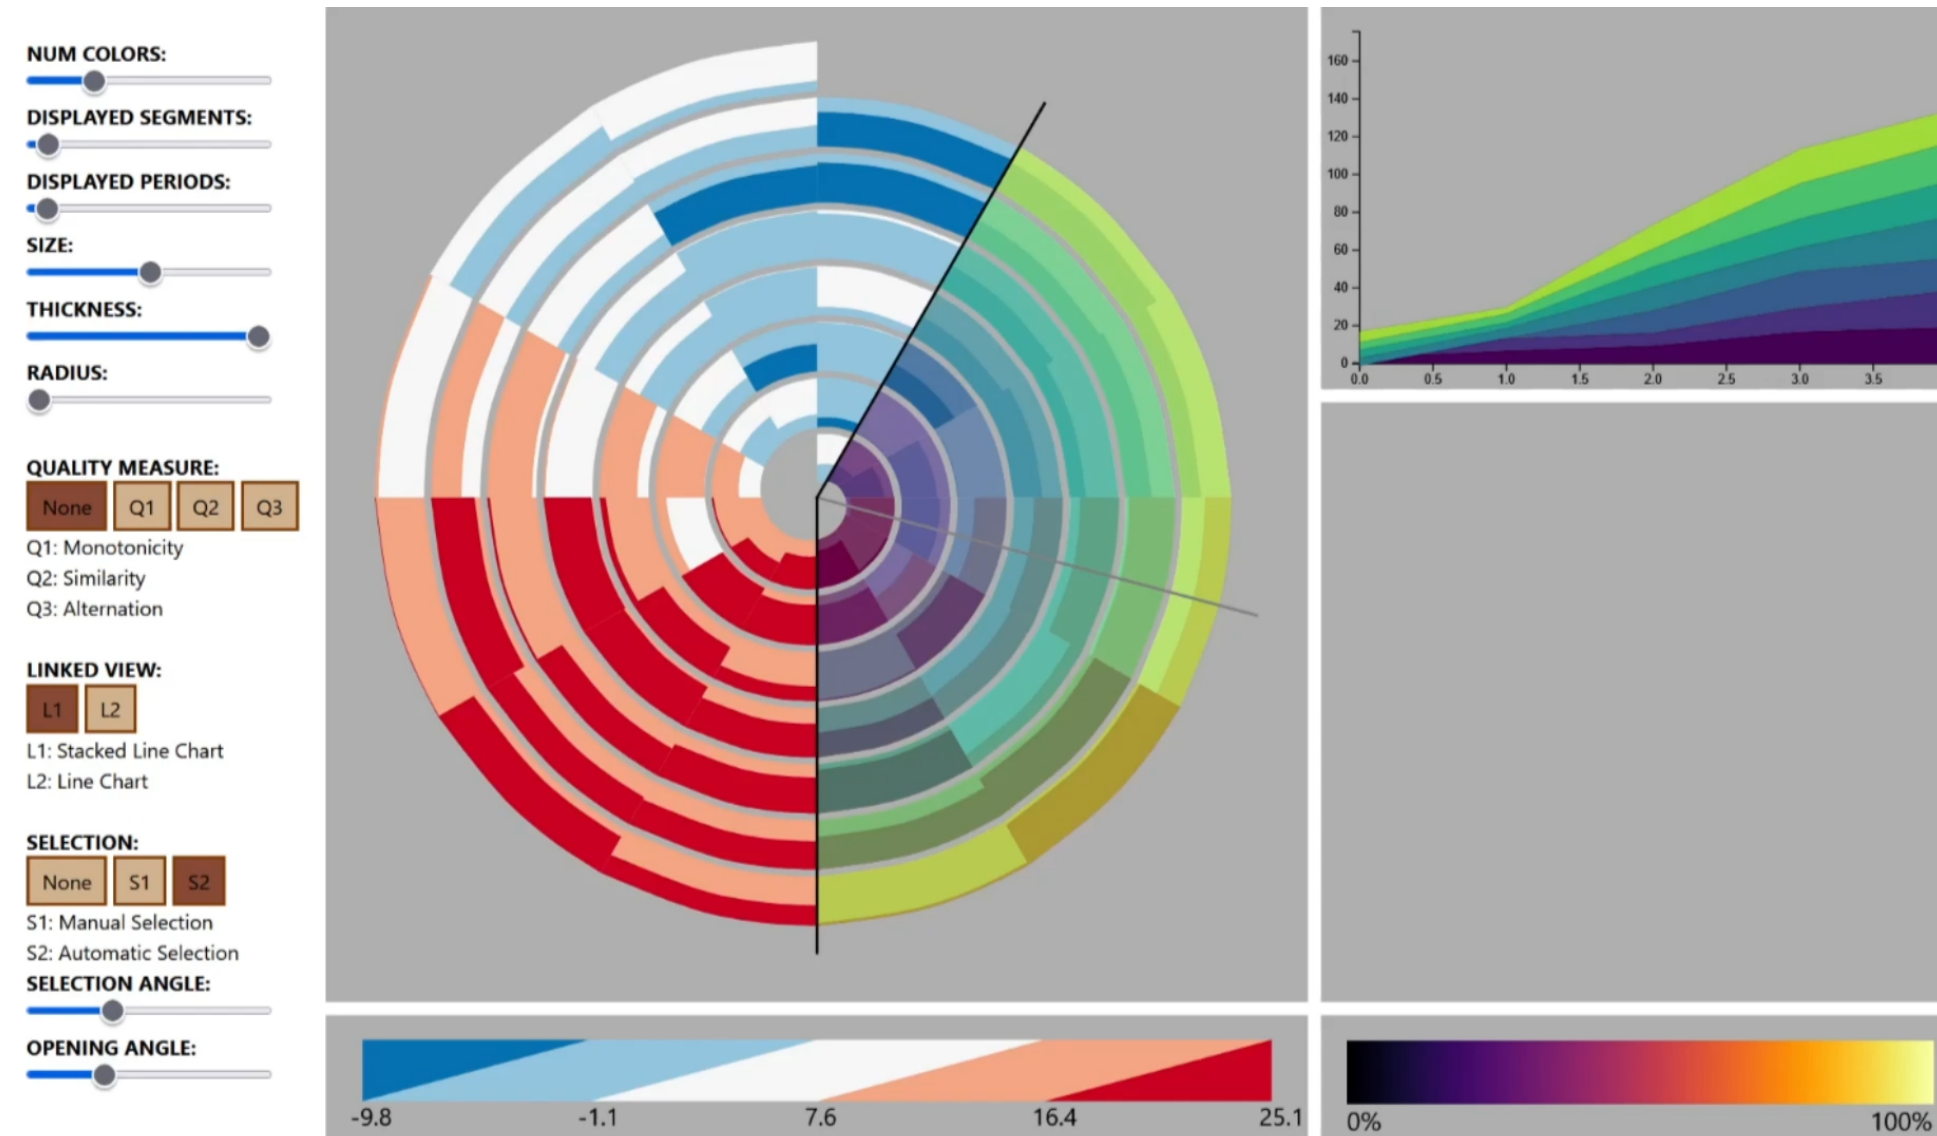 NUM COLORS:
DISPLAYED SEGMENTS:
DISPLAYED PERIODS:
SIZE:
THICKNESS:
RADIUS:
QUALITY MEASURE:
None Q1 Q2 Q3
Q1: Monotonicity
Q2: Similarity
Q3: Alternation
LINKED VIEW:
L1 L2
L1: Stacked Line Chart
L2: Line Chart
SELECTION:
None S1 S2
S1: Manual Selection
S2: Automatic Selection
SELECTION ANGLE:
OPENING ANGLE:
-9.8 -1.1 7.6 16.4 25.1
160
140
120
100
80
60
40
20
0
0.0 0.5 1.0 1.5 2.0 2.5 3.0 3.5
0% 100%